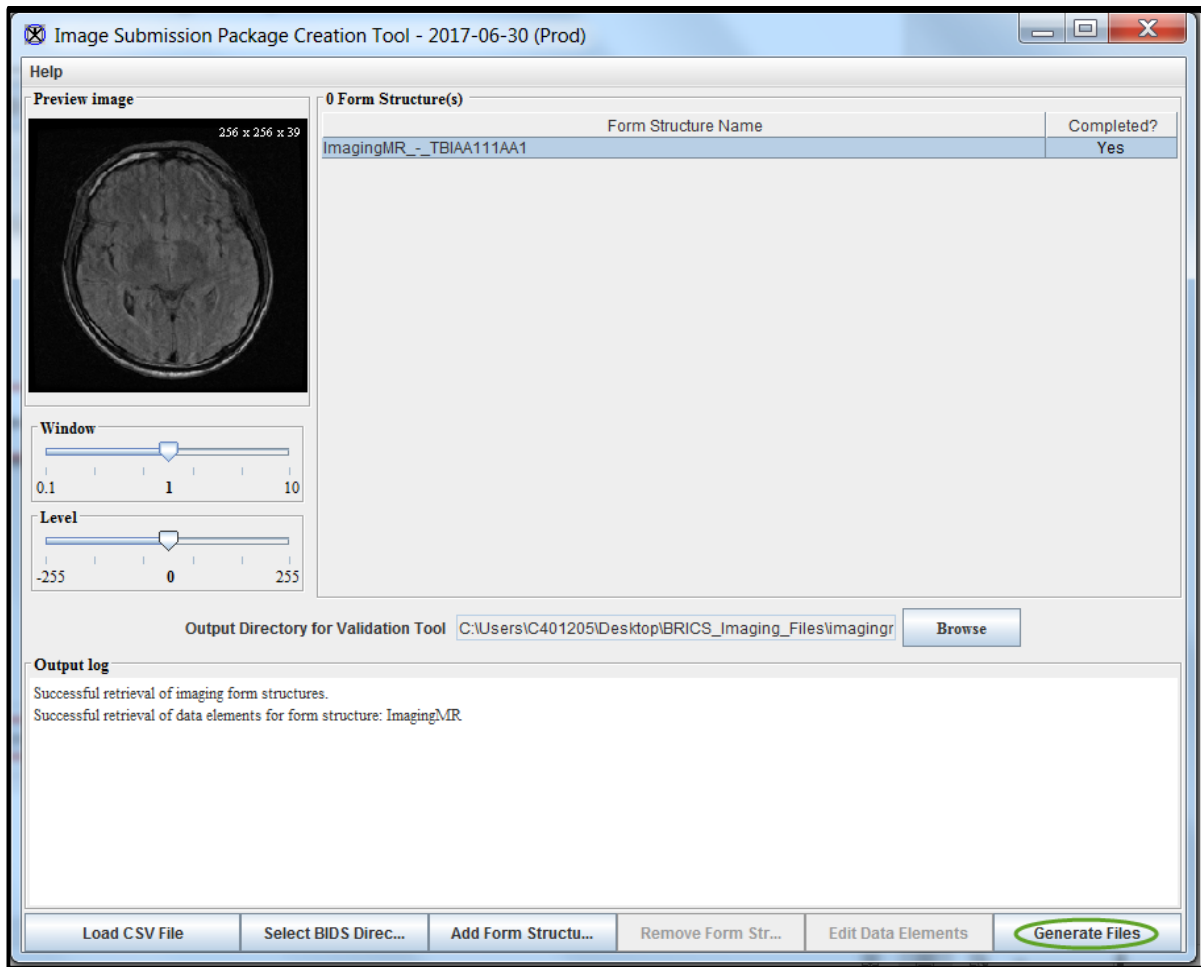 Image Submission Package Creation Tool - 2017-06-30 (Prod)
Help
Preview image
256 x 256 x 39
0 Form Structure(s)
Form Structure Name
Completed?
ImagingMR_-_TBIAA111AA1
Yes
Window
0.1
1
10
Level
-255
0
255
Output Directory for Validation Tool
C:\Users\C401205\Desktop\BRICS_Imaging_Files\imagingr
Browse
Output log
Successful retrieval of imaging form structures.
Successful retrieval of data elements for form structure: ImagingMR
Load CSV File
Select BIDS Direc...
Add Form Structu...
Remove Form Str...
Edit Data Elements
Generate Files